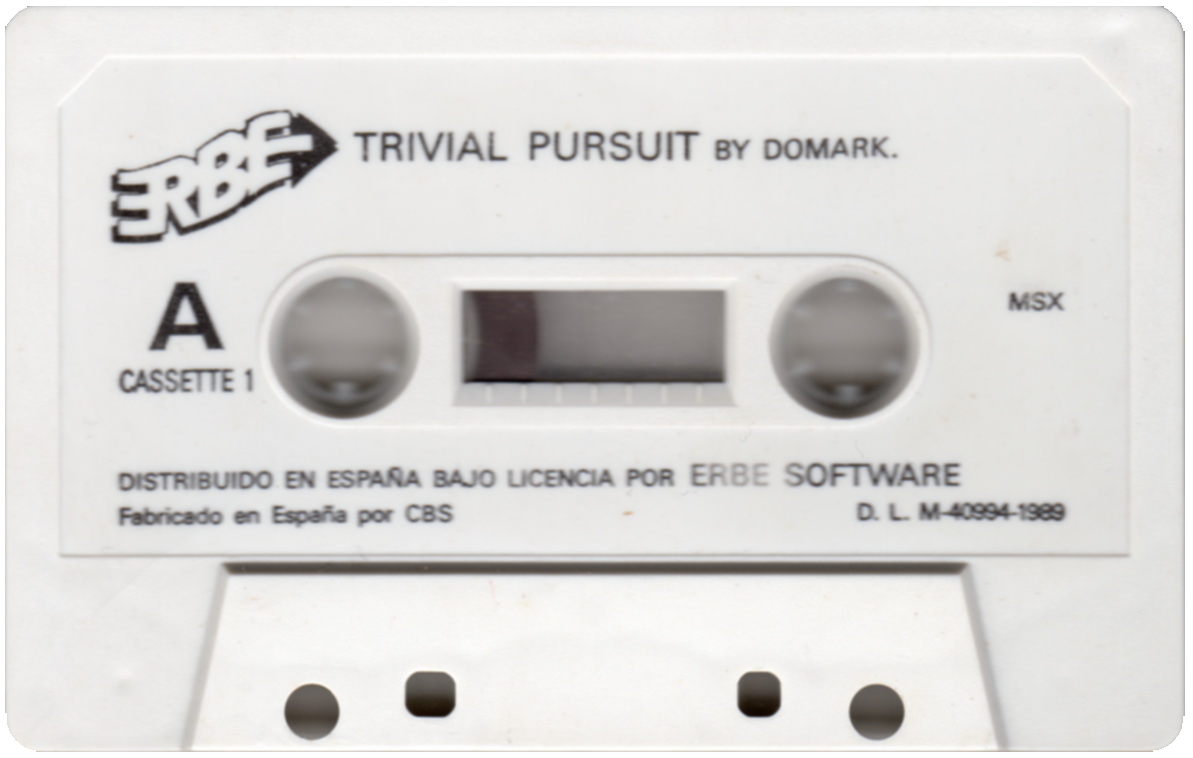 ERBE TRIVIAL PURSUIT BY DOMARK.
A
MSX
CASSETTE 1
DISTRIBUIDO EN ESPAÑA BAJO LICENCIA POR ERBE SOFTWARE
Fabricado en España por CBS D. L. M-40994-1989